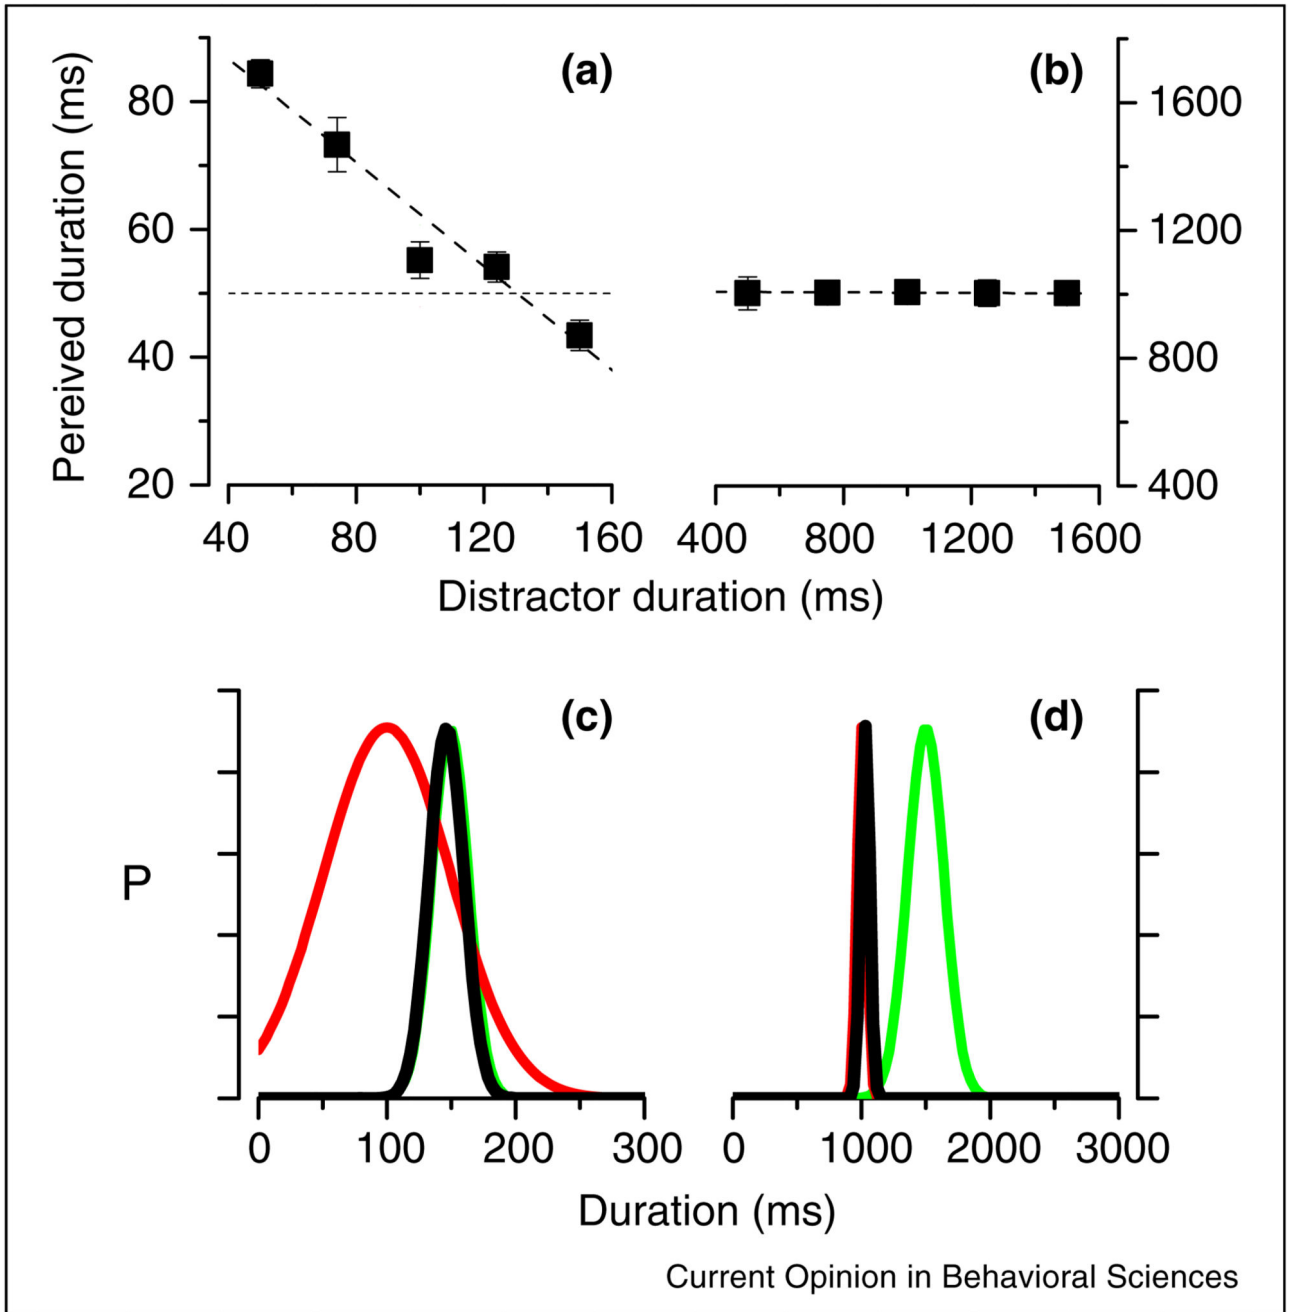 (a)
(b)
Pereived duration (ms)
80
60
40
20
1600
1200
800
400
40 80 120 160
400 800 1200 1600
Distractor duration (ms)
(c)
(d)
P
0 100 200 300
0 1000 2000 3000
Duration (ms)
Current Opinion in Behavioral Sciences